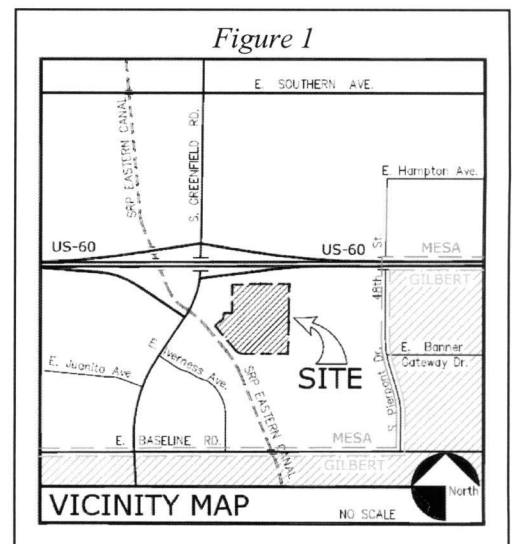 Figure 1
E. SOUTHERN AVE.
SRP EASTERN CANAL
S. GREENFIELD RD.
E. Hampton Ave.
US-60
US-60
48th St
MESA
GILBERT
E. Juanita Ave
E. Iverness Ave.
SRP EASTERN CANAL
SITE
S. Pierpont Dr.
E. Banner
Gateway Dr.
E. BASELINE RD.
MESA
GILBERT
VICINITY MAP
NO SCALE
North